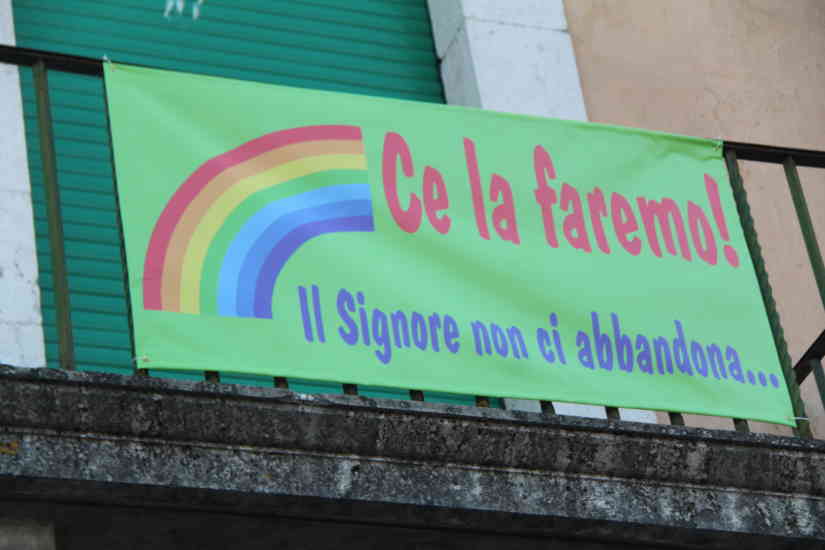 Ce la faremo!
Il Signore non ci abbandona...